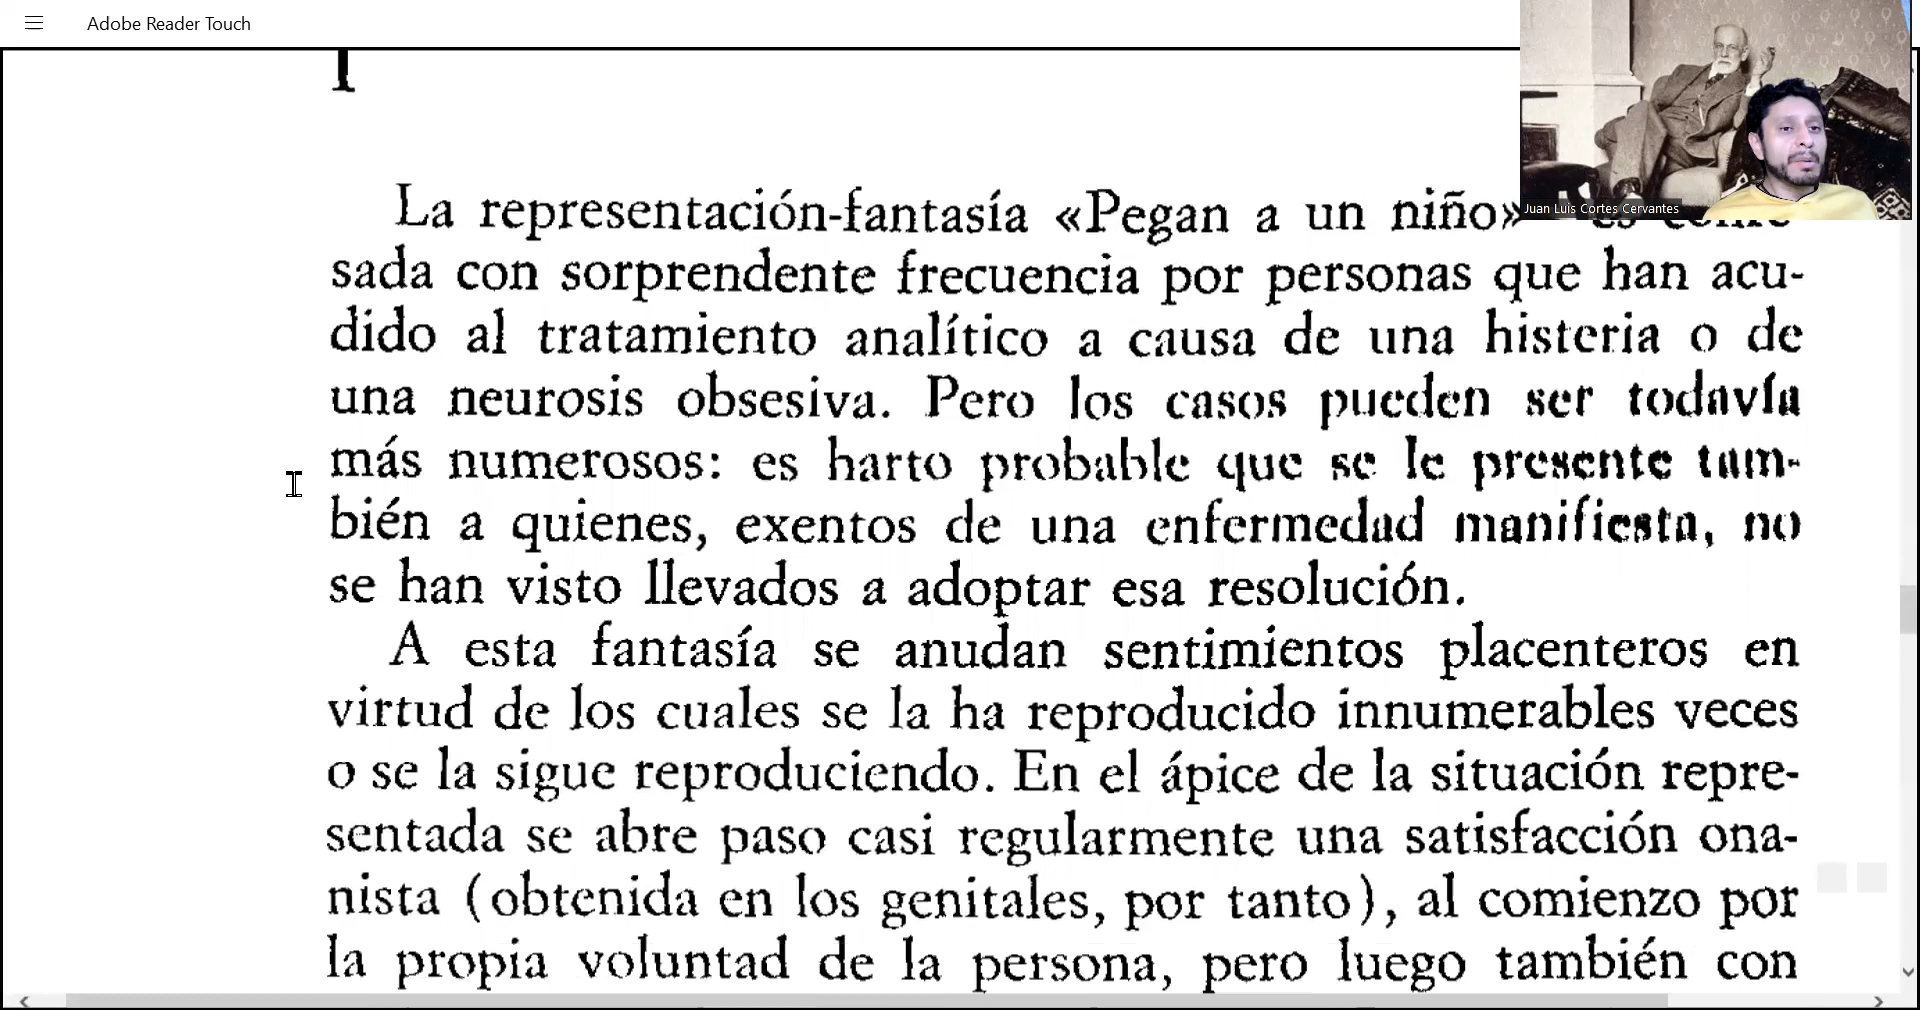 Adobe Reader Touch
I
Juan Luis Cortes Cervantes
La representación-fantasía «Pegan a un niño»
sada con sorprendente frecuencia por personas que han acu-
dido al tratamiento analítico a causa de una histeria o de
una neurosis obsesiva. Pero los casos pueden ser todavía
más numerosos: es harto probable que se le presente tam-
bién a quienes, exentos de una enfermedad manifiesta, no
se han visto llevados a adoptar esa resolución.
A esta fantasía se anudan sentimientos placenteros en
virtud de los cuales se la ha reproducido innumerables veces
o se la sigue reproduciendo. En el ápice de la situación repre-
sentada se abre paso casi regularmente una satisfacción ona-
nista (obtenida en los genitales, por tanto), al comienzo por
la propia voluntad de la persona, pero luego también con